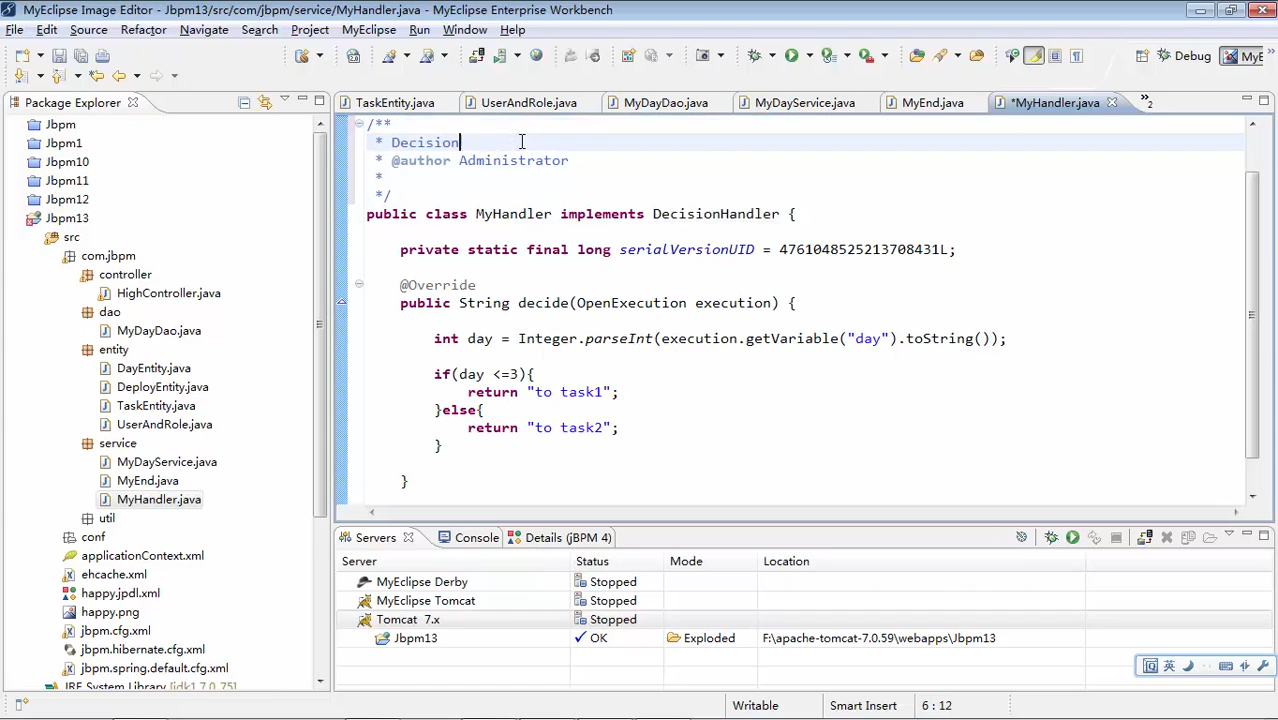 MyEclipse Image Editor - Jbpm13/src/com/jbpm/service/MyHandler.java - MyEclipse Enterprise Workbench
File Edit Source Refactor Navigate Search Project MyEclipse Run Window Help
Debug MyE
Package Explorer
TaskEntity.java UserAndRole.java MyDayDao.java MyDayService.java MyEnd.java *MyHandler.java »2
Jbpm
Jbpm1
Jbpm10
Jbpm11
Jbpm12
Jbpm13
src
com.jbpm
controller
HighController.java
dao
MyDayDao.java
entity
DayEntity.java
DeployEntity.java
TaskEntity.java
UserAndRole.java
service
MyDayService.java
MyEnd.java
MyHandler.java
util
conf
applicationContext.xml
ehcache.xml
happy.jpdl.xml
happy.png
jbpm.cfg.xml
jbpm.hibernate.cfg.xml
jbpm.spring.default.cfg.xml
JRE System Library [jdk1.7.0_75]
/**
* Decision
* @author Administrator
*
*/
public class MyHandler implements DecisionHandler {
private static final long serialVersionUID = 4761048525213708431L;
@Override
public String decide(OpenExecution execution) {
int day = Integer.parseInt(execution.getVariable("day").toString());
if(day <=3){
return "to task1";
}else{
return "to task2";
}
}
Servers Console Details (jBPM 4)
Server Status Mode Location
MyEclipse Derby Stopped
MyEclipse Tomcat Stopped
Tomcat 7.x Stopped
Jbpm13 OK Exploded F:\apache-tomcat-7.0.59\webapps\Jbpm13
英
Writable Smart Insert 6 : 12